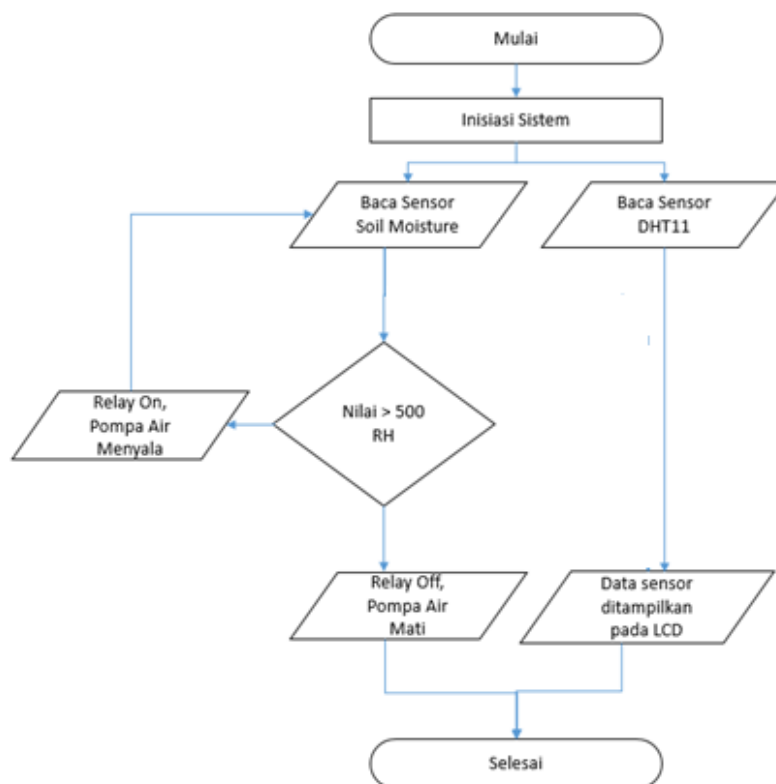 Mulai
Inisiasi Sistem
Baca Sensor
Soil Moisture
Baca Sensor
DHT11
Relay On,
Pompa Air
Menyala
Nilai > 500
RH
Relay Off,
Pompa Air
Mati
Data sensor
ditampilkan
pada LCD
Selesai